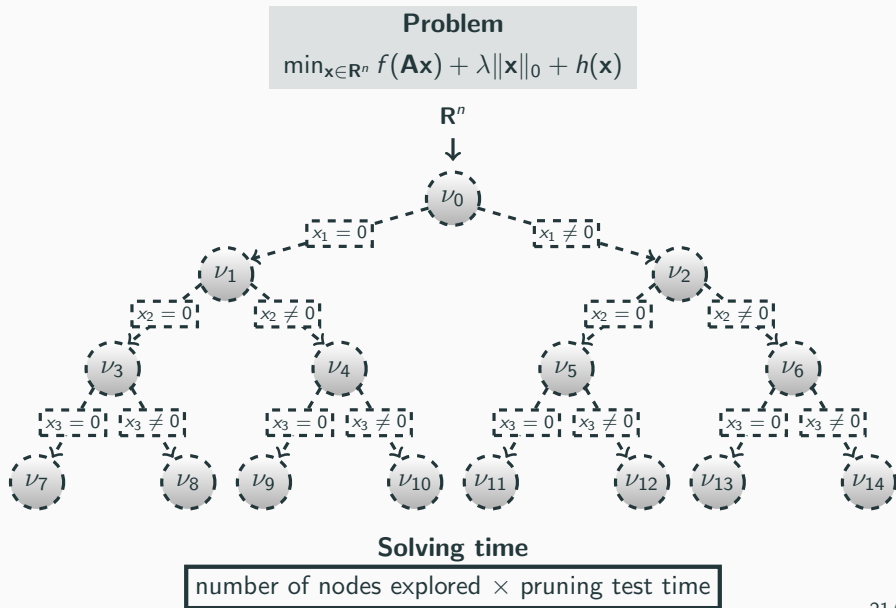 Problem
min_{x∈R^n} f(Ax) + λ‖x‖_0 + h(x)
R^n
ν_0
x_1 = 0 x_1 ≠ 0
ν_1 ν_2
x_2 = 0 x_2 ≠ 0 x_2 = 0 x_2 ≠ 0
ν_3 ν_4 ν_5 ν_6
x_3 = 0 x_3 ≠ 0 x_3 = 0 x_3 ≠ 0 x_3 = 0 x_3 ≠ 0 x_3 = 0 x_3 ≠ 0
ν_7 ν_8 ν_9 ν_10 ν_11 ν_12 ν_13 ν_14
Solving time
number of nodes explored × pruning test time